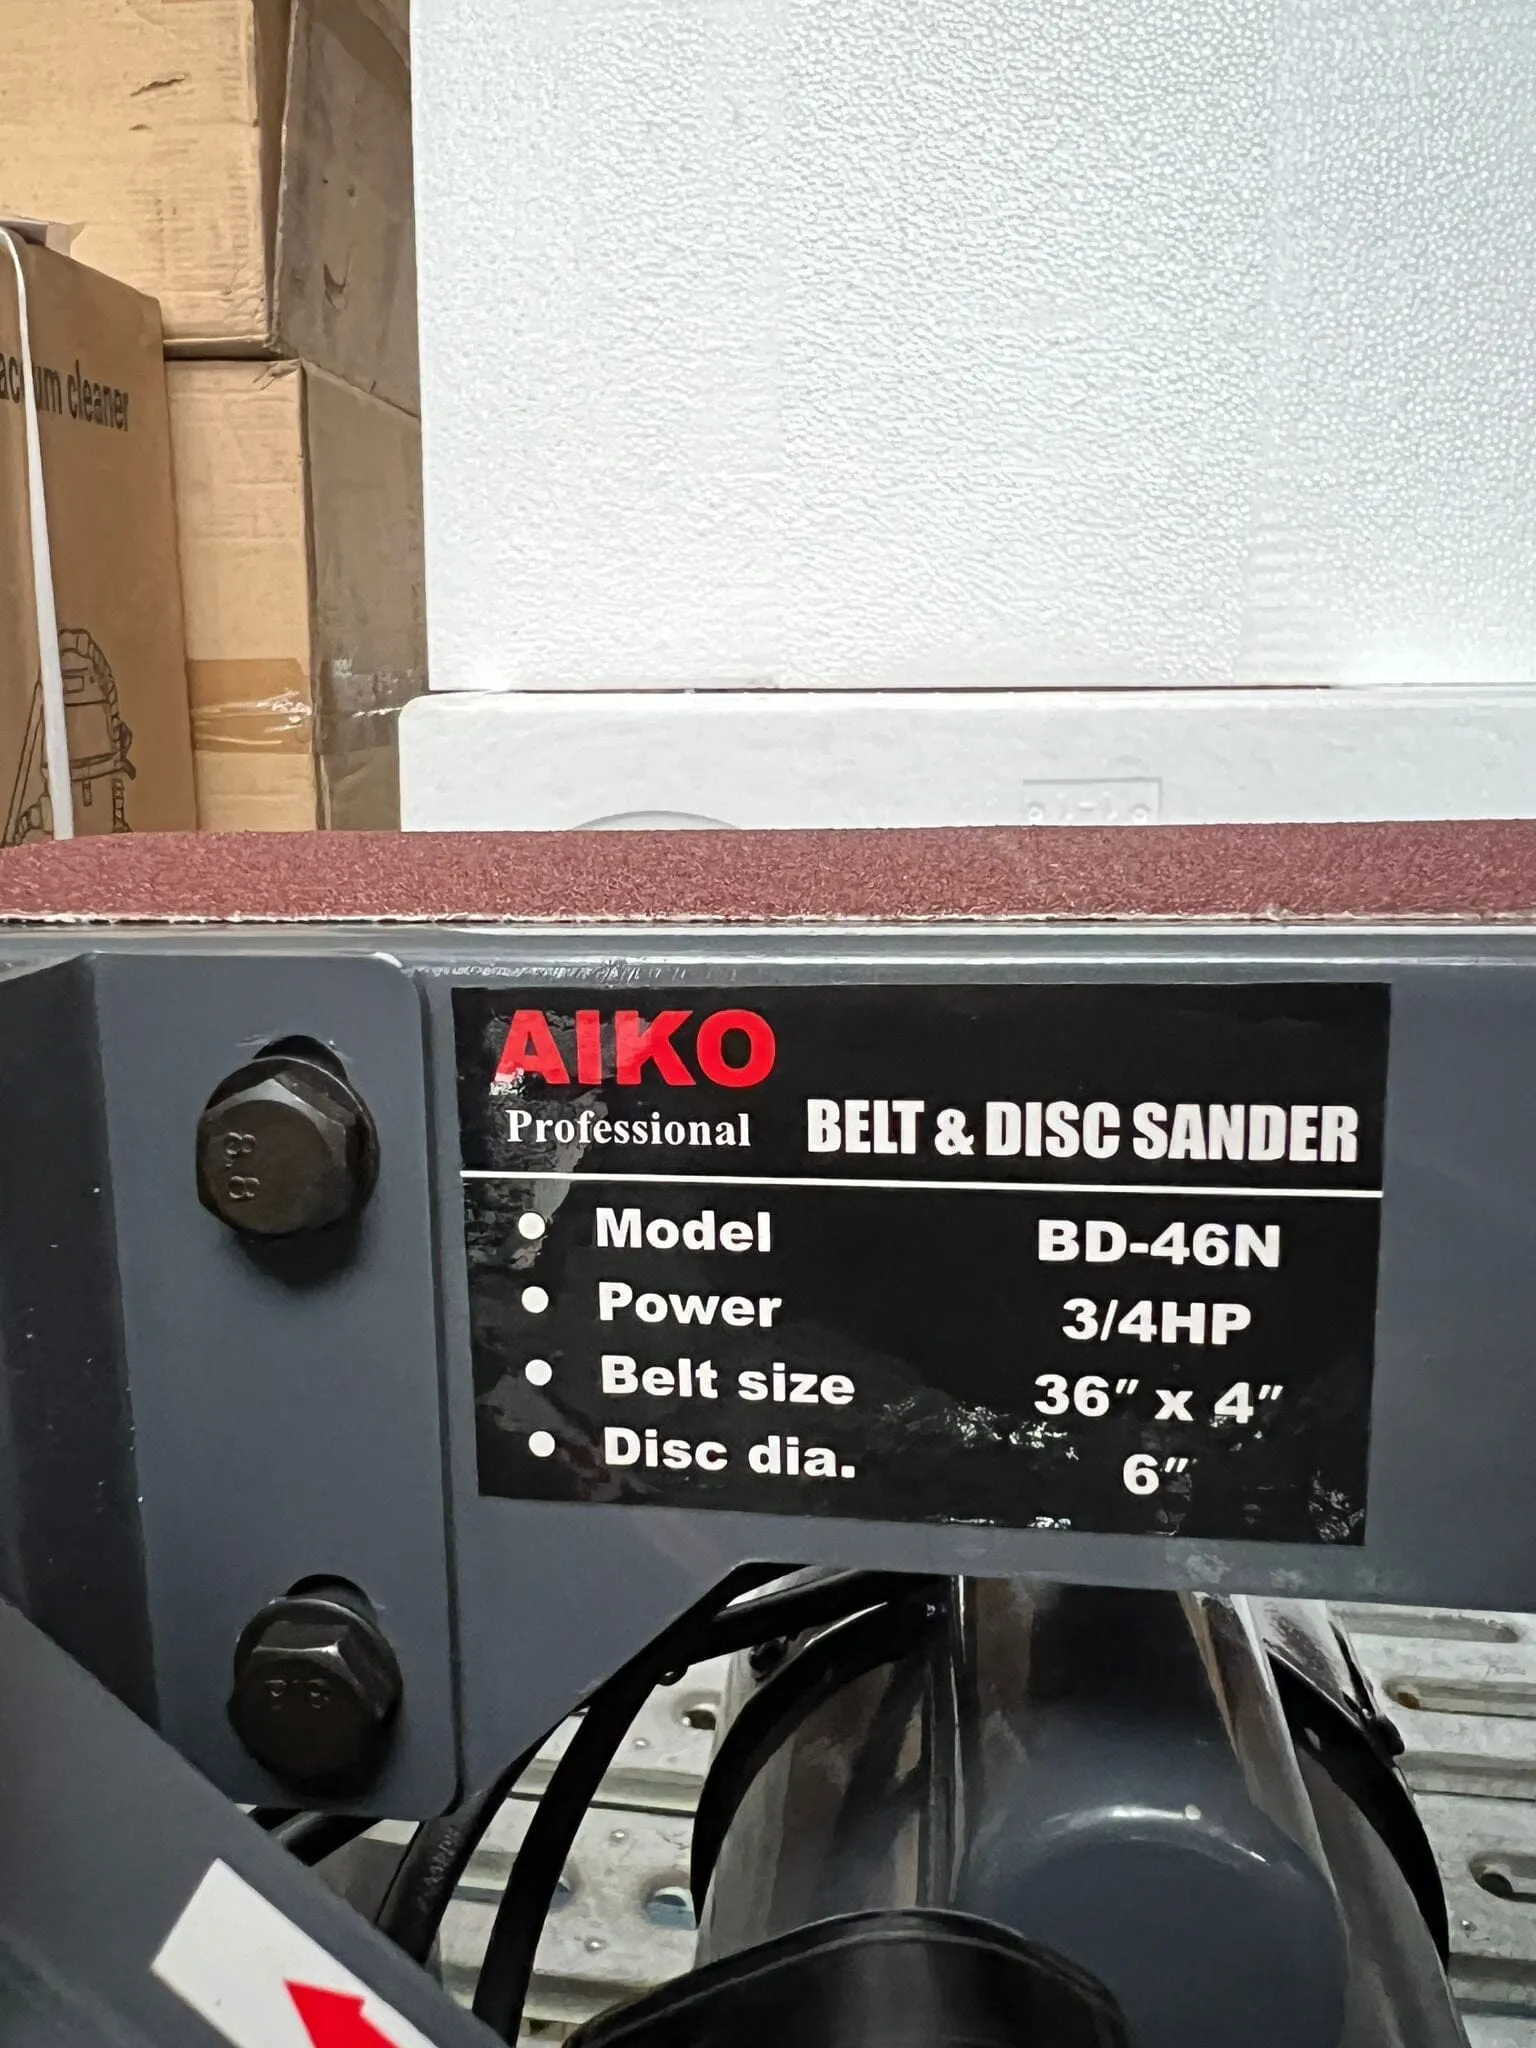 vacuum cleaner
AIKO
Professional BELT & DISC SANDER
• Model BD-46N
• Power 3/4HP
• Belt size 36" x 4"
• Disc dia. 6"
8.8